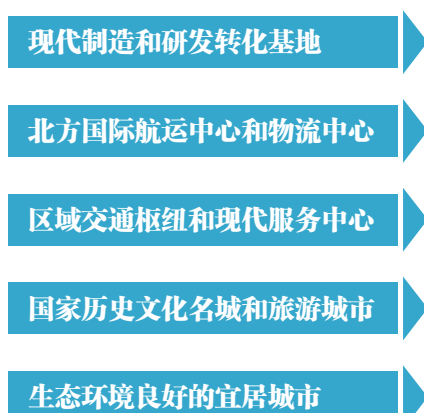 现代制造和研发转化基地
北方国际航运中心和物流中心
区域交通枢纽和现代服务中心
国家历史文化名城和旅游城市
生态环境良好的宜居城市